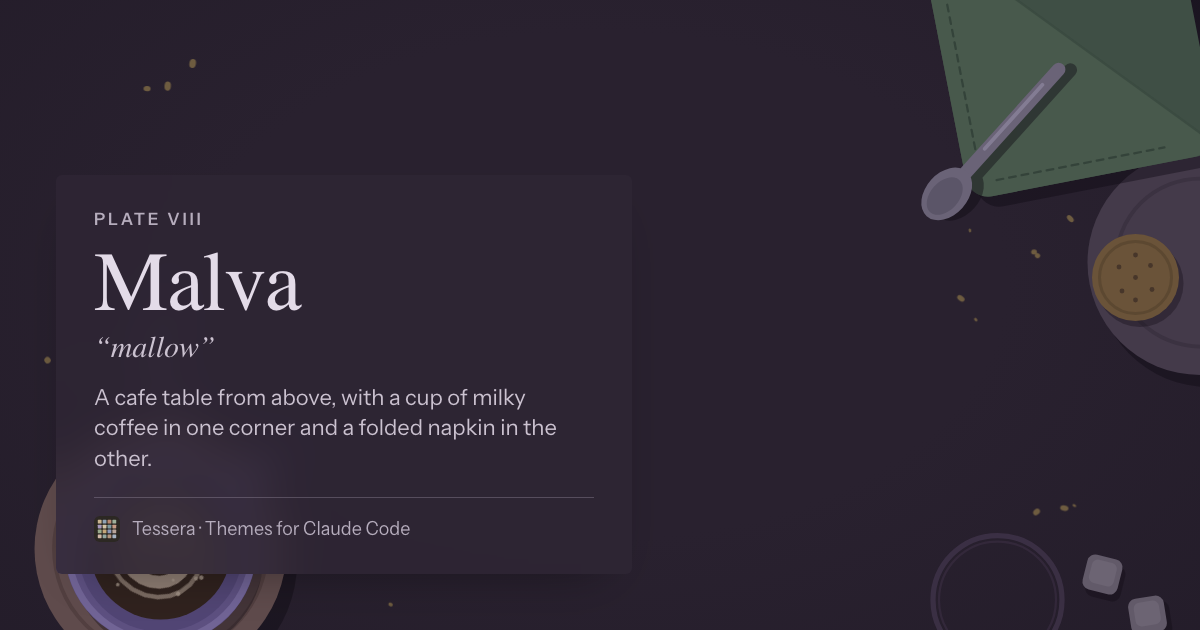 PLATE VIII
Malva
“mallow”
A cafe table from above, with a cup of milky
coffee in one corner and a folded napkin in the
other.
Tessera · Themes for Claude Code